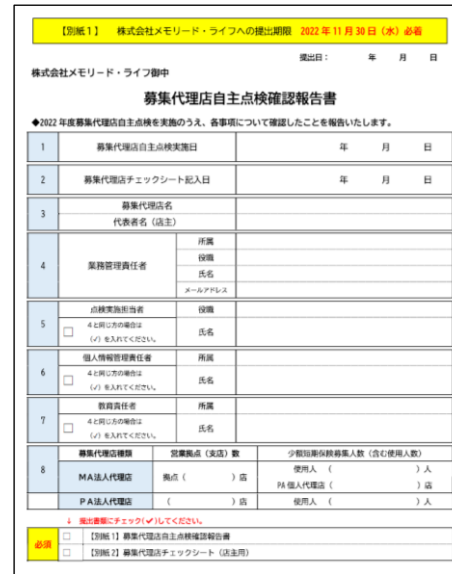 【別紙１】 株式会社メモリード・ライフへの提出期限 2022年11月30日（水）必着
提出日： 年 月 日
株式会社メモリード・ライフ御中
募集代理店自主点検確認報告書
◆2022年度募集代理店自主点検を実施のうえ、各事項について確認したことを報告いたします。
1 募集代理店自主点検実施日 年 月 日
2 募集代理店チェックシート記入日 年 月 日
3 募集代理店名
代表者名（店主）
4 業務管理責任者 所属
役職
氏名
メールアドレス
5 点検実施担当者 役職
□ 4と同じ方の場合は（✓）を入れてください。 氏名
6 個人情報管理責任者 所属
□ 4と同じ方の場合は（✓）を入れてください。 氏名
7 教育責任者 所属
□ 4と同じ方の場合は（✓）を入れてください。 氏名
8 募集代理店種類 営業拠点（支店）数 少額短期保険募集人数（含む使用人数）
MA法人代理店 拠点（ ）店 使用人（ ）人
PA個人代理店（ ）店
PA法人代理店 （ ）店 使用人（ ）人
↓ 提出書類にチェック(✔)してください。
必須 □ 【別紙１】募集代理店自主点検確認報告書
□ 【別紙２】募集代理店チェックシート（店主用）